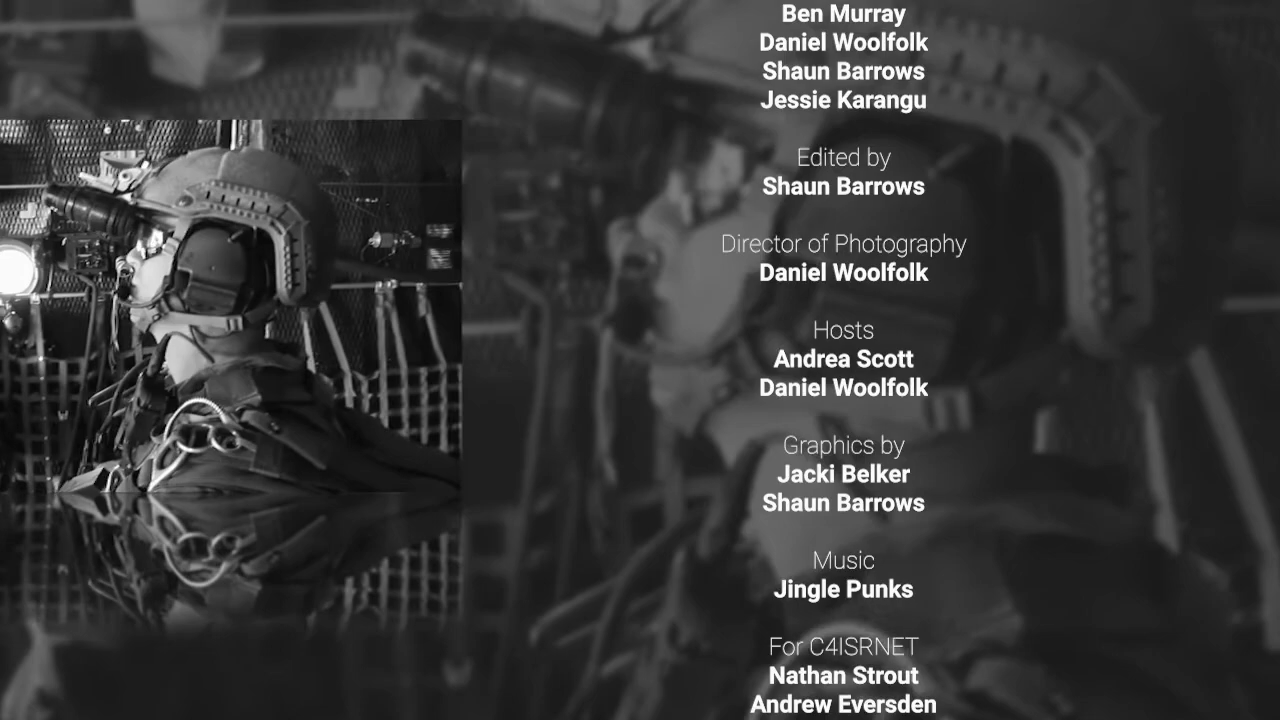 Ben Murray
Daniel Woolfolk
Shaun Barrows
Jessie Karangu
Edited by
Shaun Barrows
Director of Photography
Daniel Woolfolk
Hosts
Andrea Scott
Daniel Woolfolk
Graphics by
Jacki Belker
Shaun Barrows
Music
Jingle Punks
For C4ISRNET
Nathan Strout
Andrew Eversden